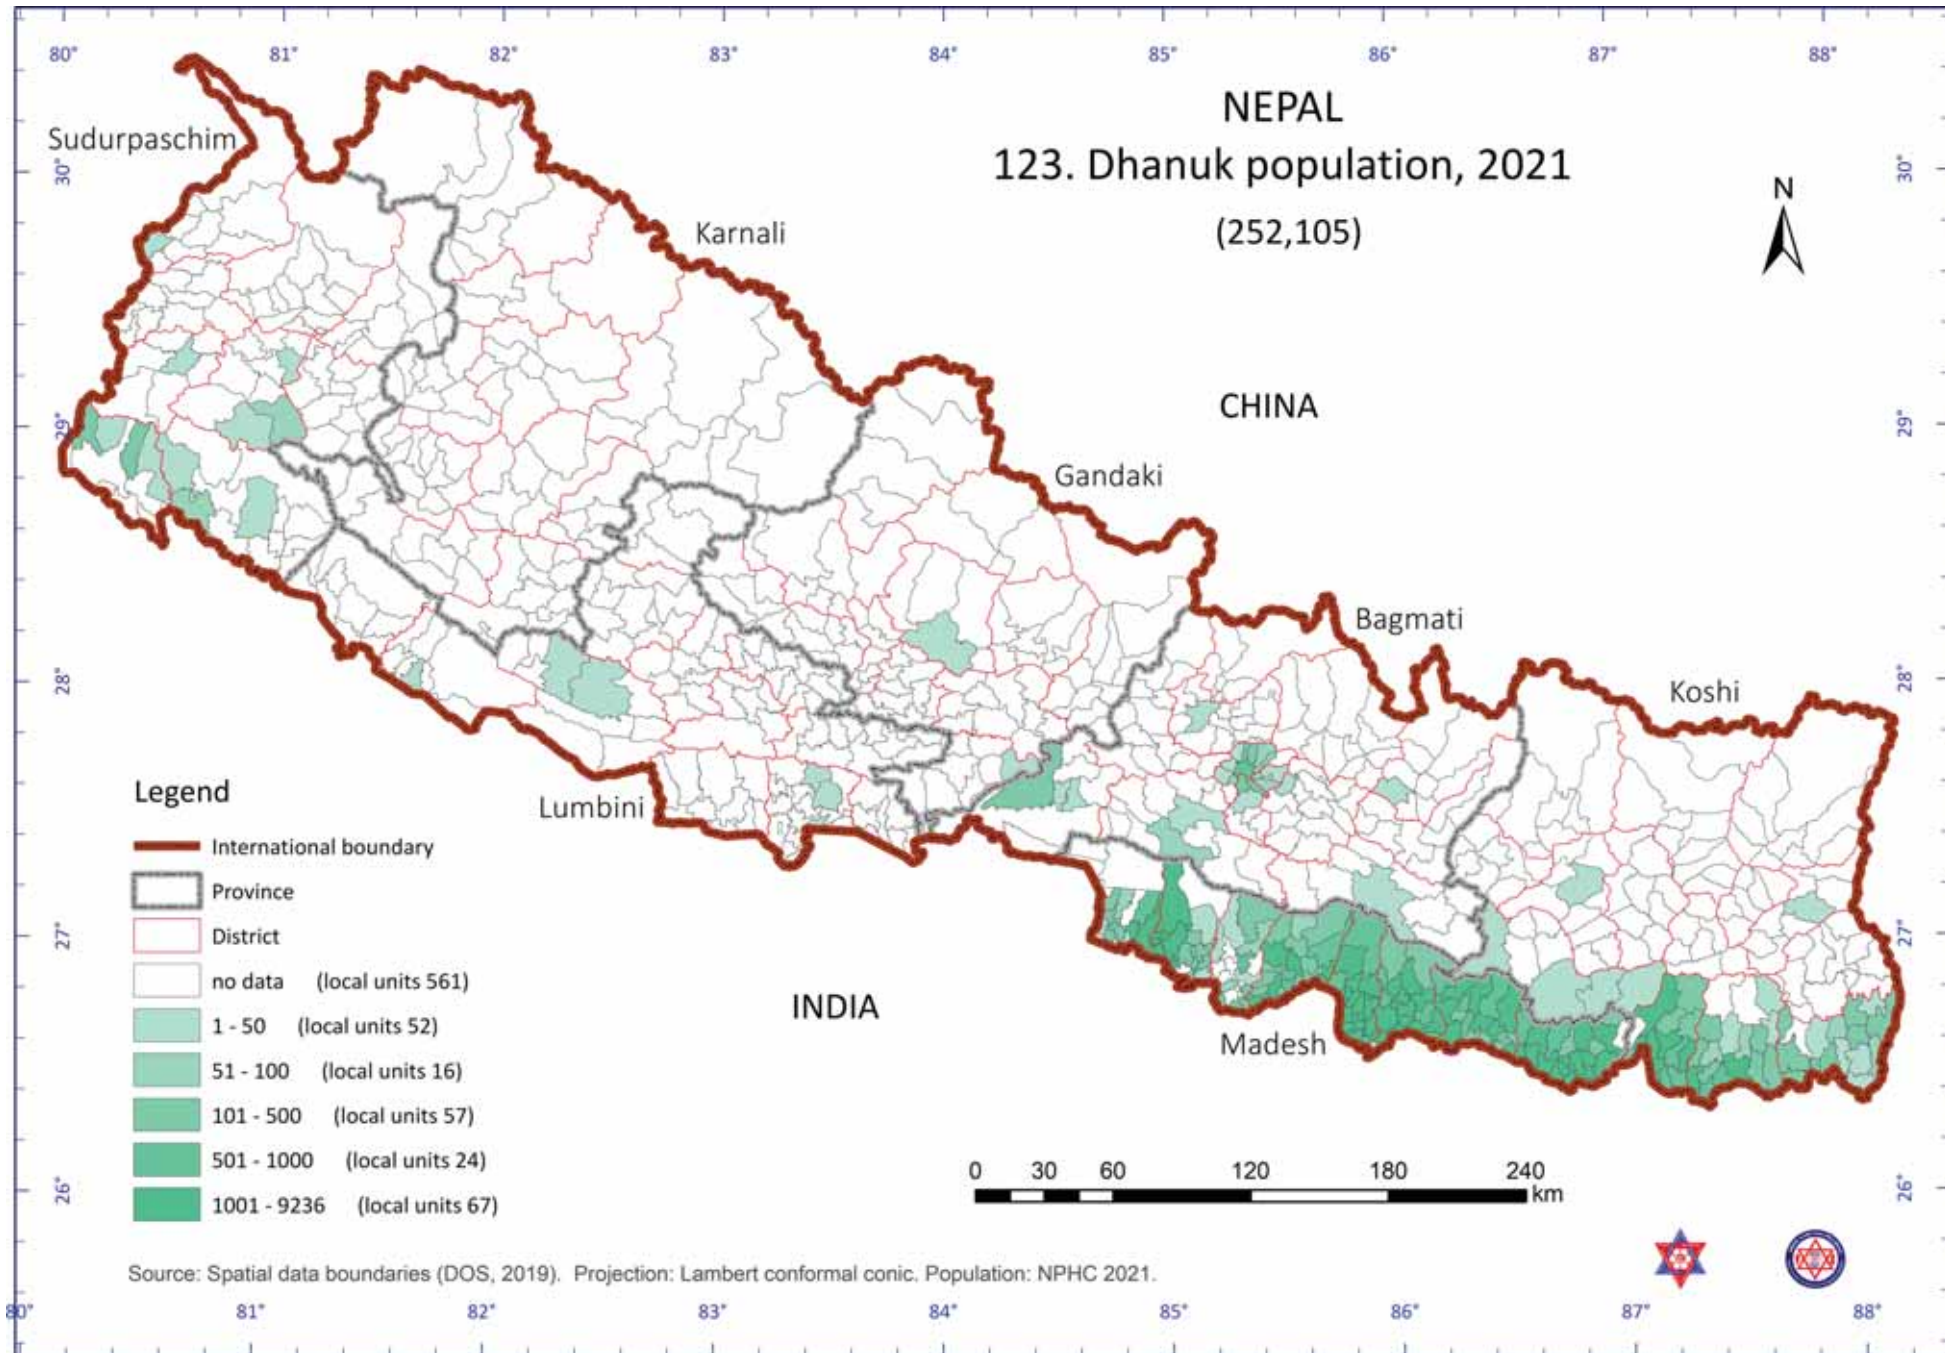 80° 81° 82° 83° 84° 85° 86° 87° 88°
NEPAL
123. Dhanuk population, 2021
(252,105)
N
Sudurpaschim
30° 30°
Karnali
CHINA
29° 29°
Gandaki
Bagmati
28° Koshi 28°
Legend
Lumbini
International boundary
Province
27° District 27°
no data (local units 561)
INDIA
1 - 50 (local units 52)
Madesh
51 - 100 (local units 16)
101 - 500 (local units 57)
501 - 1000 (local units 24)
0 30 60 120 180 240
km
26° 26°
1001 - 9236 (local units 67)
Source: Spatial data boundaries (DOS, 2019). Projection: Lambert conformal conic. Population: NPHC 2021.
80° 81° 82° 83° 84° 85° 86° 87° 88°